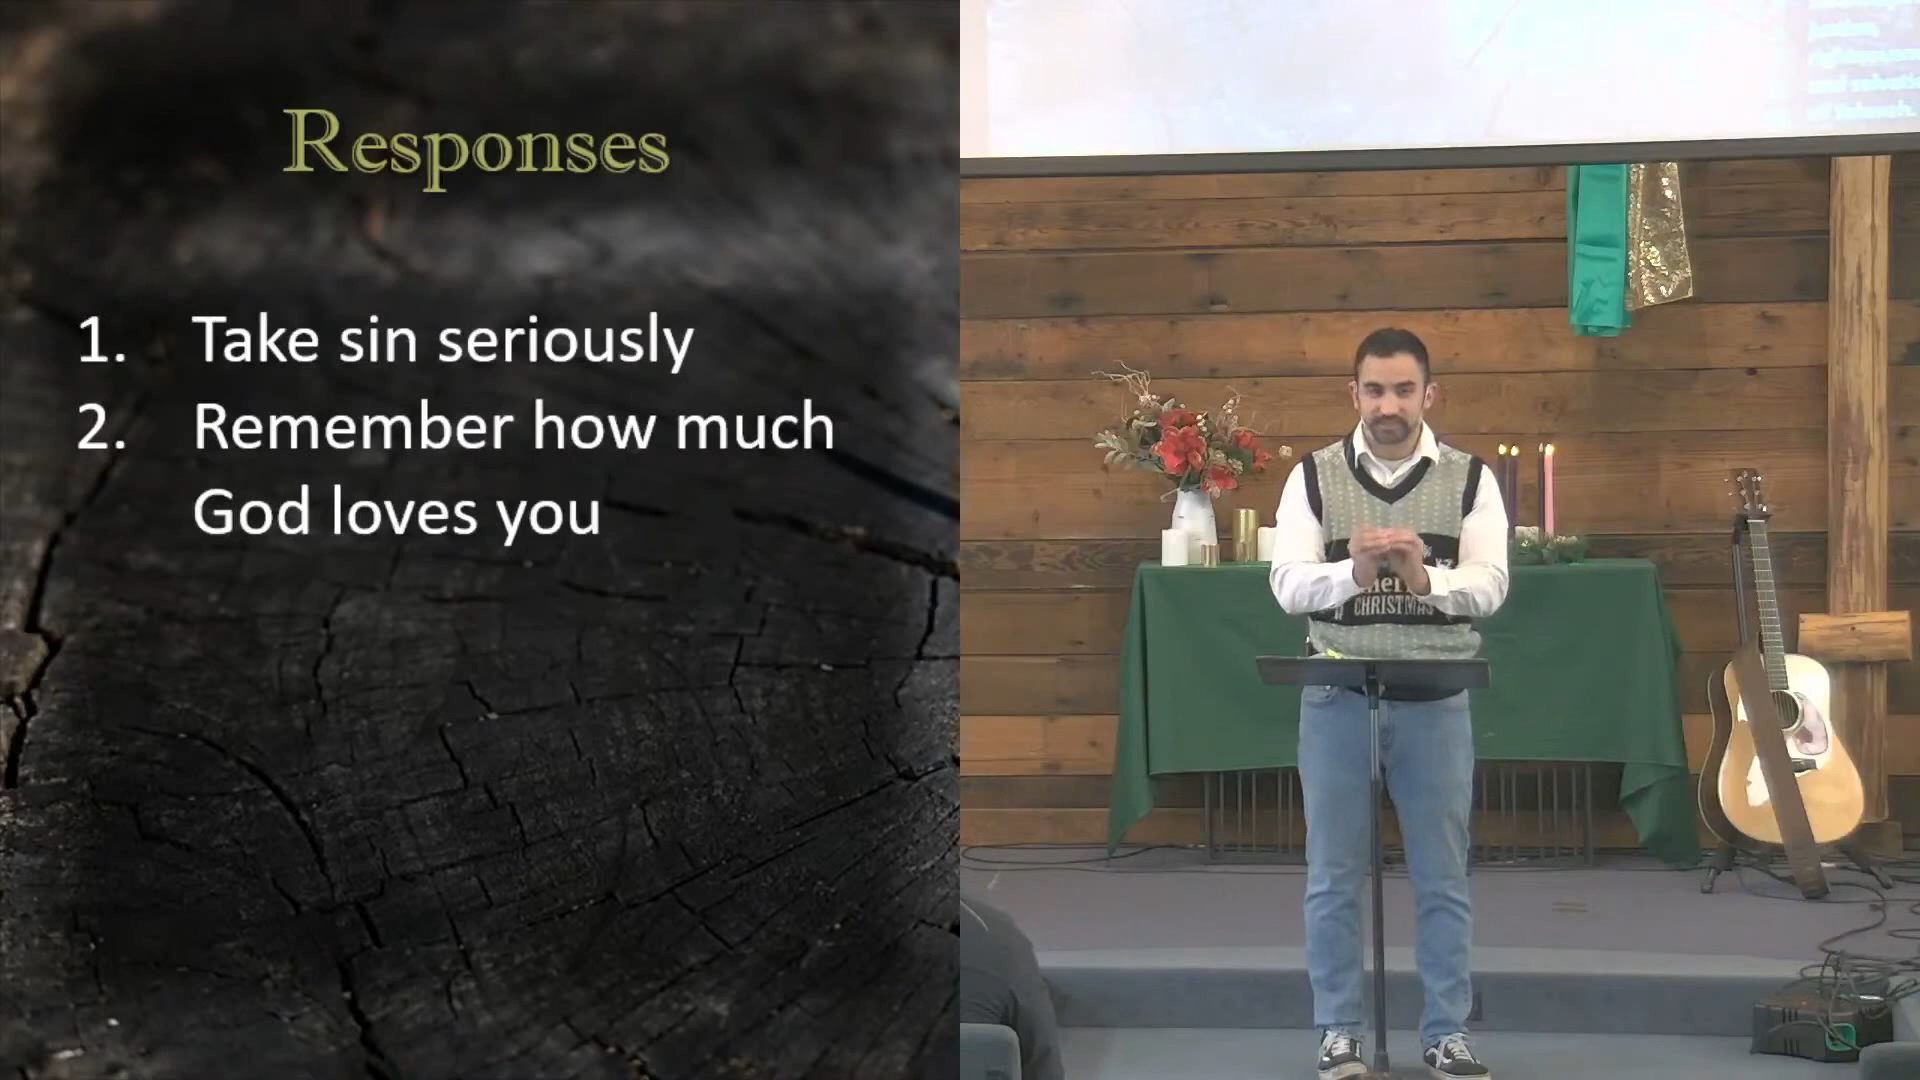 Responses
1. Take sin seriously
2. Remember how much
God loves you
CHRISTMAS